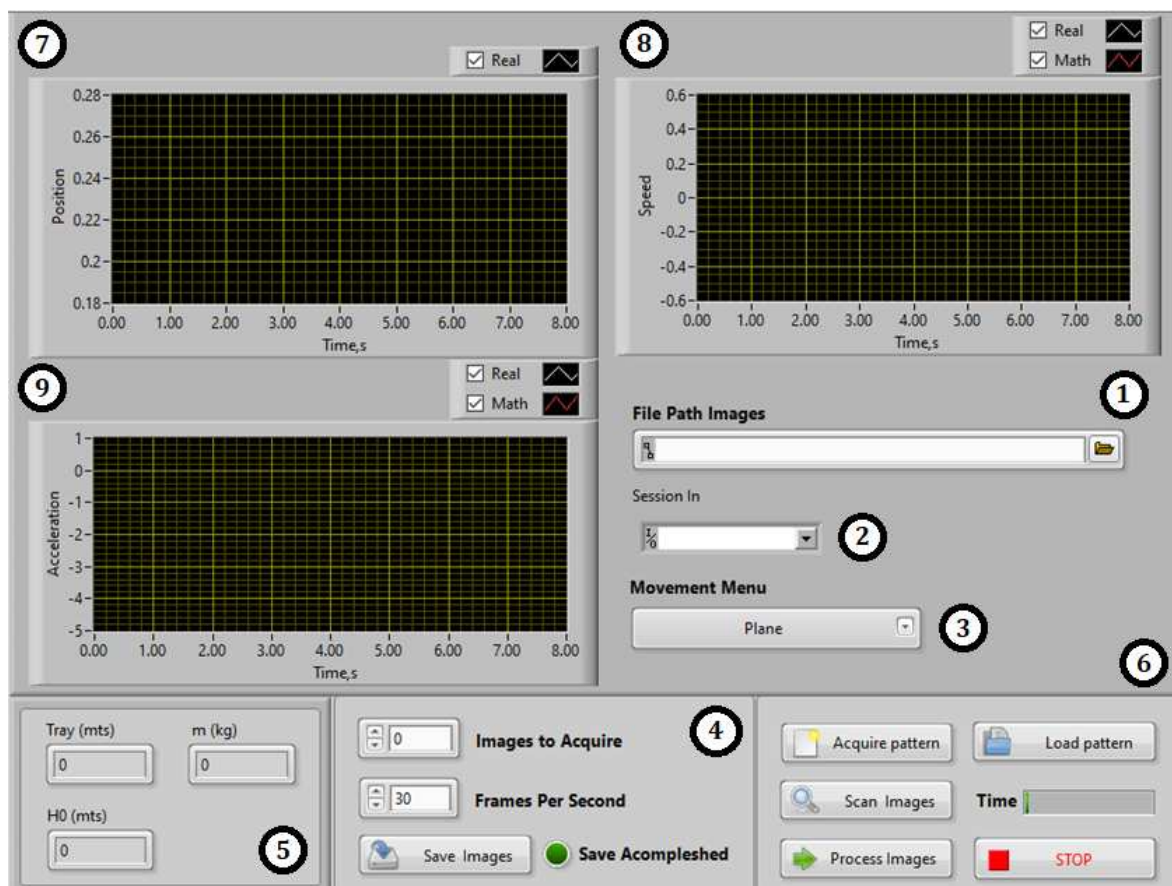 7
Real
0.28
0.26
0.24
0.22
0.2
0.18
Position
0.00 1.00 2.00 3.00 4.00 5.00 6.00 7.00 8.00
Time,s
8
Real
Math
0.6
0.4
0.2
0
-0.2
-0.4
-0.6
Speed
0.00 1.00 2.00 3.00 4.00 5.00 6.00 7.00 8.00
Time,s
9
Real
Math
1
0
-1
-2
-3
-4
-5
Acceleration
0.00 1.00 2.00 3.00 4.00 5.00 6.00 7.00 8.00
Time,s
1
File Path Images
Session In
I/O
2
Movement Menu
Plane
3
6
Tray (mts) m (kg)
0 0
H0 (mts)
0
5
4
0 Images to Acquire
30 Frames Per Second
Save Images Save Acompleshed
Acquire pattern Load pattern
Scan Images Time
Process Images STOP